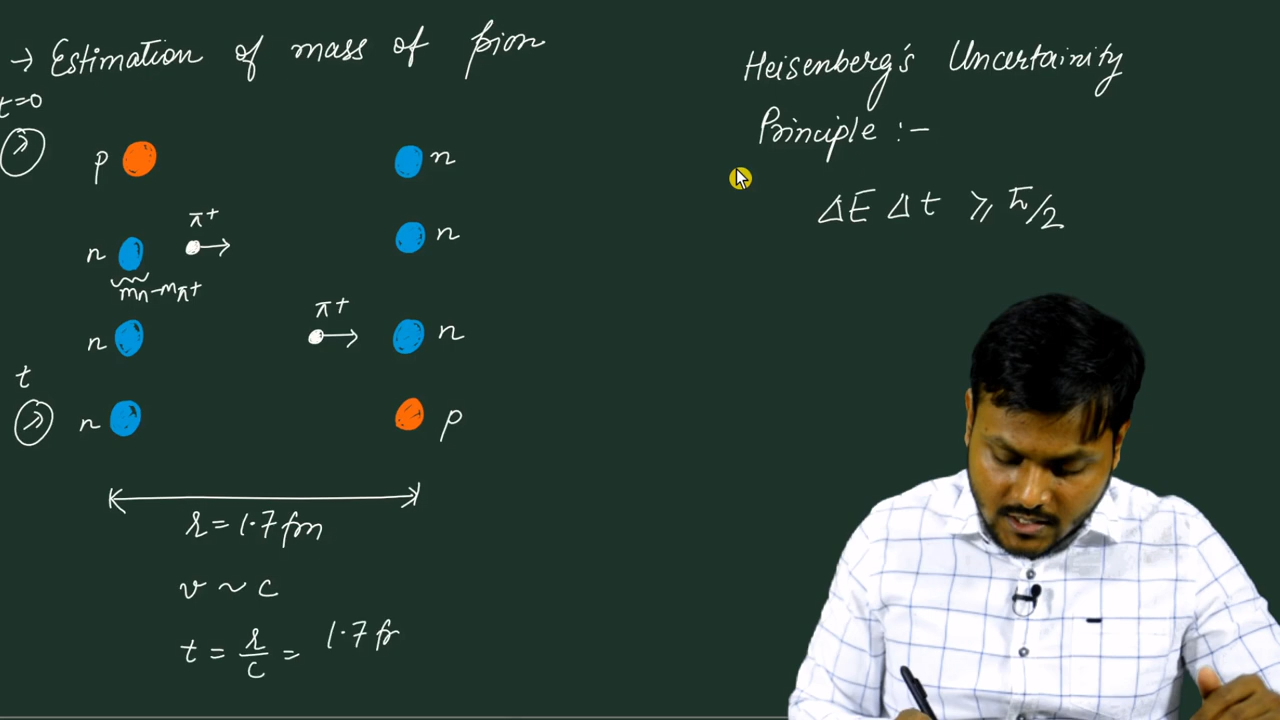 → Estimation of mass of pion
t=0
p n
π+
n n
mn-mπ+
π+
n n
t
n p
r = 1.7 fm
v ~ c
t = r/c = 1.7 f
Heisenberg's Uncertainity
Principle :-
ΔE Δt ≥ ħ/2